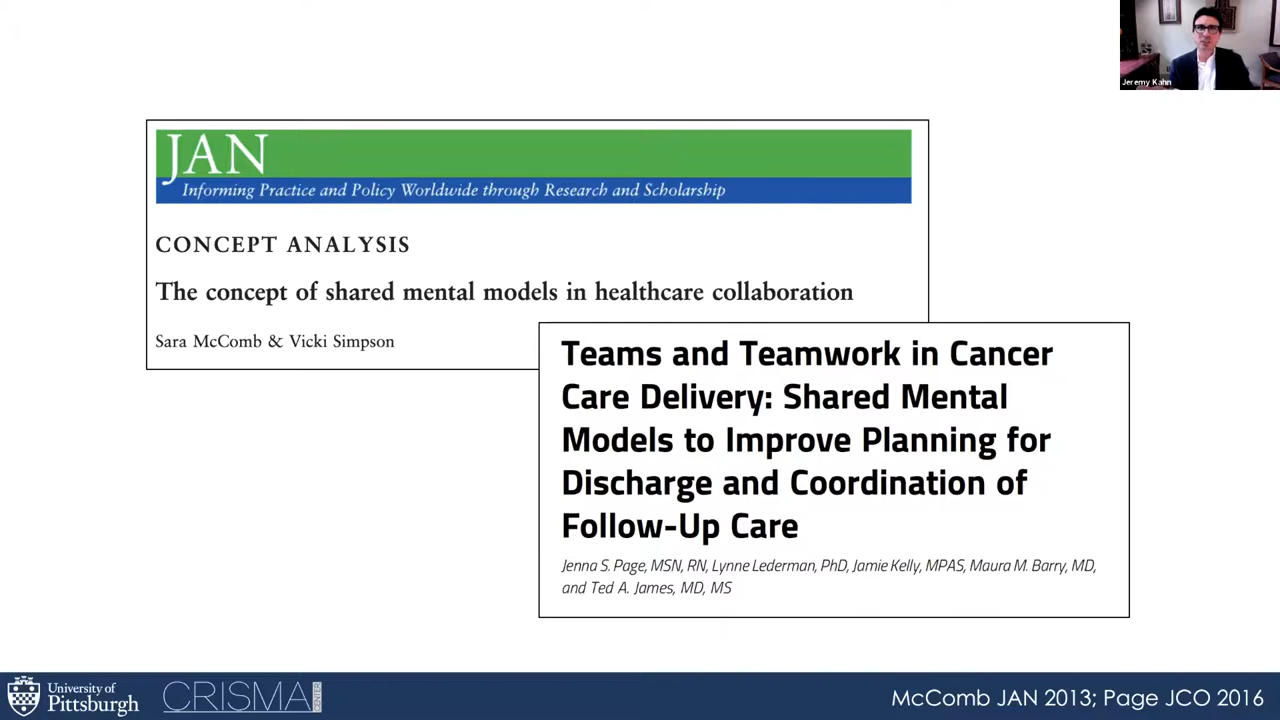 Jeremy Kahn
JAN
Informing Practice and Policy Worldwide through Research and Scholarship
CONCEPT ANALYSIS
The concept of shared mental models in healthcare collaboration
Sara McComb & Vicki Simpson
Teams and Teamwork in Cancer
Care Delivery: Shared Mental
Models to Improve Planning for
Discharge and Coordination of
Follow-Up Care
Jenna S. Page, MSN, RN, Lynne Lederman, PhD, Jamie Kelly, MPAS, Maura M. Barry, MD,
and Ted A. James, MD, MS
University of
Pittsburgh
CRISMA
CENTER
McComb JAN 2013; Page JCO 2016